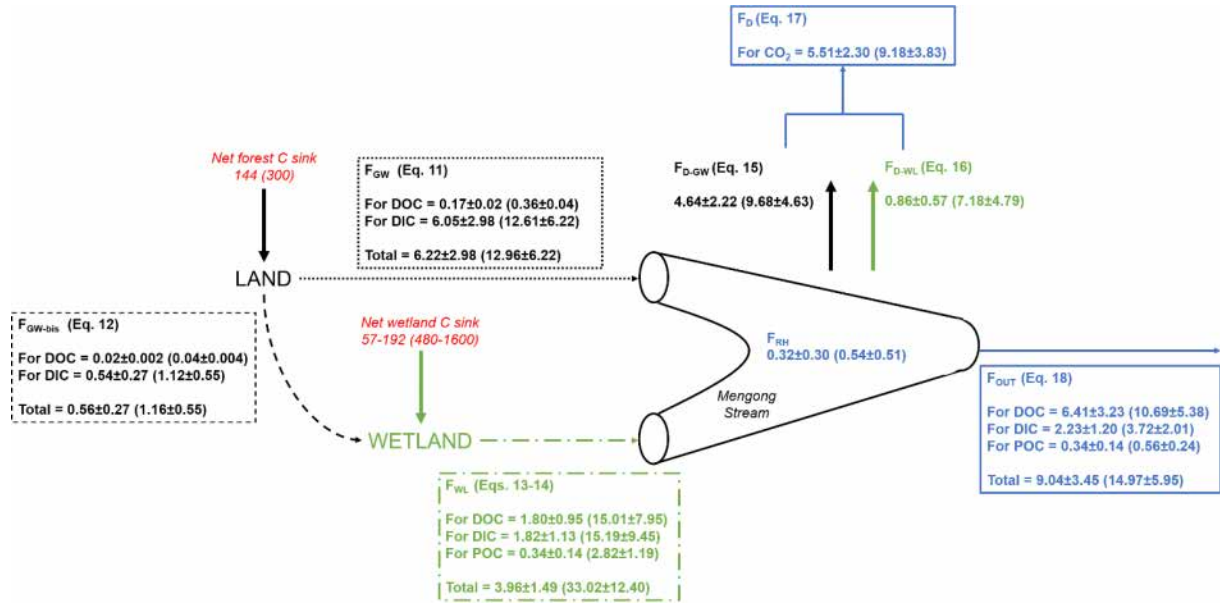 F_D (Eq. 17)
For CO₂ = 5.51±2.30 (9.18±3.83)
Net forest C sink
144 (300)
F_GW (Eq. 11)
For DOC = 0.17±0.02 (0.36±0.04)
For DIC = 6.05±2.98 (12.61±6.22)
Total = 6.22±2.98 (12.96±6.22)
F_D-GW (Eq. 15)
4.64±2.22 (9.68±4.63)
F_D-WL (Eq. 16)
0.86±0.57 (7.18±4.79)
LAND
F_GW-bis (Eq. 12)
For DOC = 0.02±0.002 (0.04±0.004)
For DIC = 0.54±0.27 (1.12±0.55)
Total = 0.56±0.27 (1.16±0.55)
Net wetland C sink
57-192 (480-1600)
F_RH
0.32±0.30 (0.54±0.51)
Mengong
Stream
WETLAND
F_OUT (Eq. 18)
For DOC = 6.41±3.23 (10.69±5.38)
For DIC = 2.23±1.20 (3.72±2.01)
For POC = 0.34±0.14 (0.56±0.24)
Total = 9.04±3.45 (14.97±5.95)
F_WL (Eqs. 13-14)
For DOC = 1.80±0.95 (15.01±7.95)
For DIC = 1.82±1.13 (15.19±9.45)
For POC = 0.34±0.14 (2.82±1.19)
Total = 3.96±1.49 (33.02±12.40)